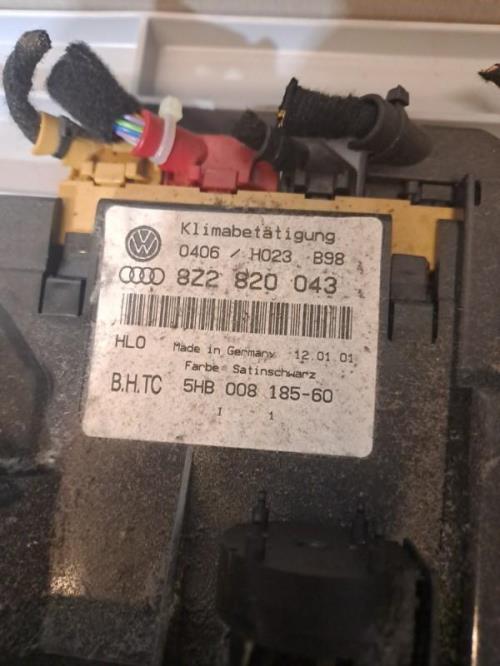 Klimabetätigung
0406 / H023 B98
8Z2 820 043
HLO Made in Germany 12.01.01
Farbe Satinschwarz
B.H.TC 5HB 008 185-60
I 1